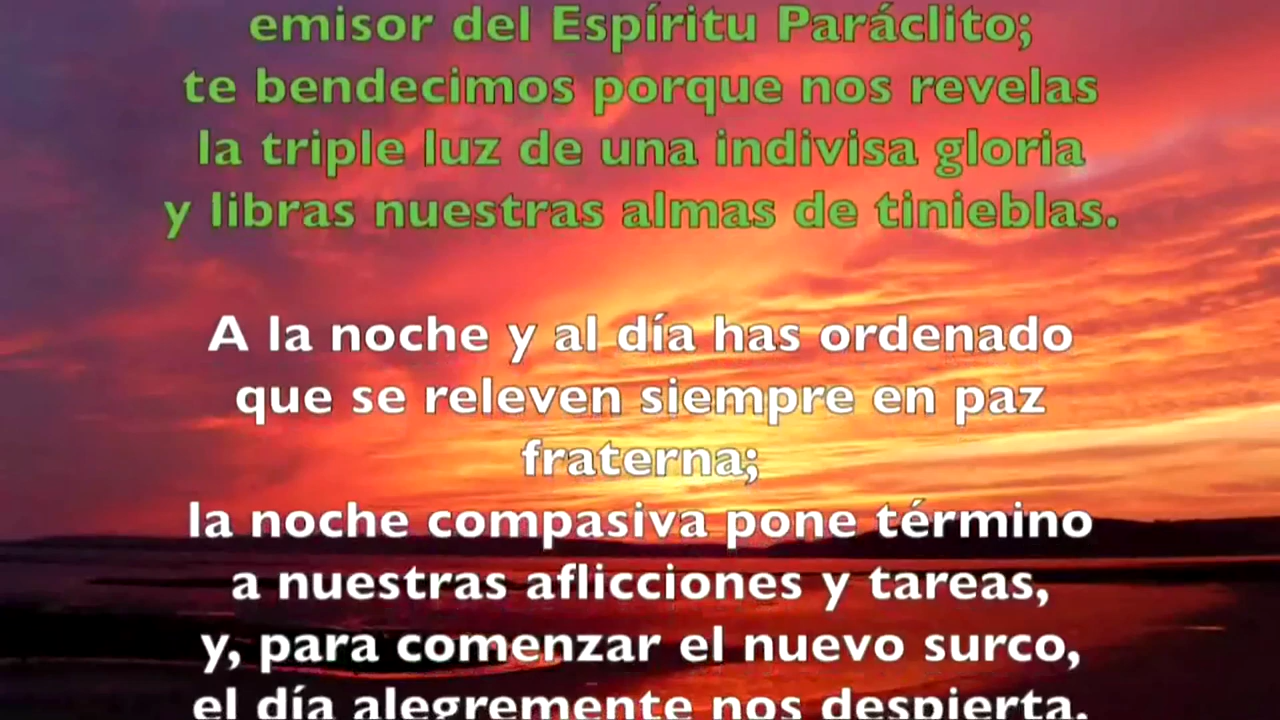 emisor del Espíritu Paráclito;
te bendecimos porque nos revelas
la triple luz de una indivisa gloria
y libras nuestras almas de tinieblas.
A la noche y al día has ordenado
que se releven siempre en paz
fraterna;
la noche compasiva pone término
a nuestras aflicciones y tareas,
y, para comenzar el nuevo surco,
el día alegremente nos despierta.